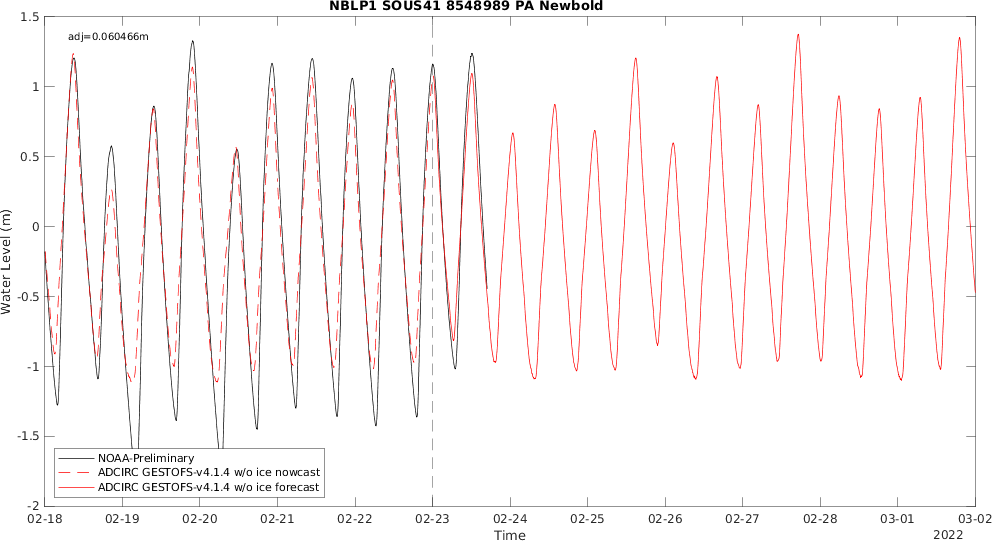 NBLP1 SOUS41 8548989 PA Newbold
adj=0.060466m
1.5
1
0.5
0
-0.5
-1
-1.5
-2
Water Level (m)
NOAA-Preliminary
ADCIRC GESTOFS-v4.1.4 w/o ice nowcast
ADCIRC GESTOFS-v4.1.4 w/o ice forecast
02-18 02-19 02-20 02-21 02-22 02-23 02-24 02-25 02-26 02-27 02-28 03-01 03-02
Time
2022